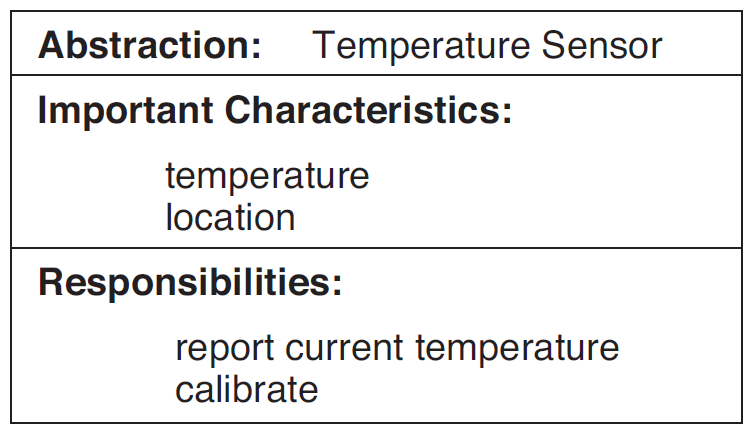 Abstraction: Temperature Sensor
Important Characteristics:
temperature
location
Responsibilities:
report current temperature
calibrate